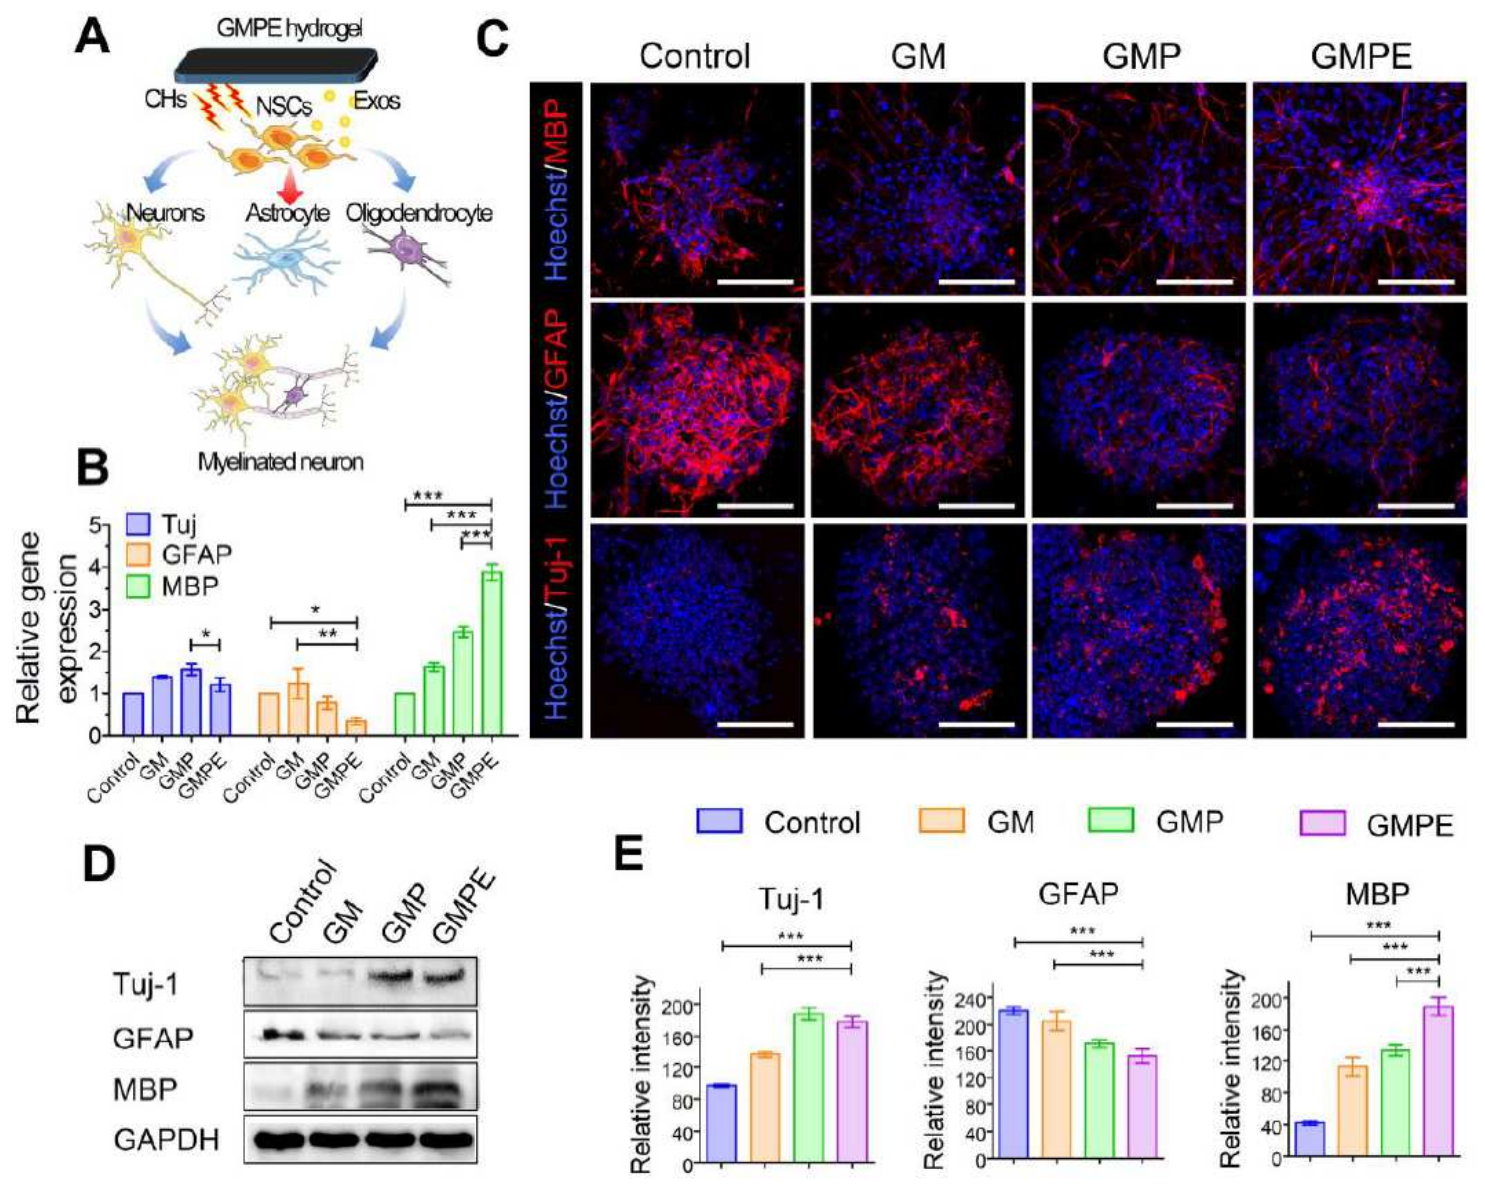 A
GMPE hydrogel
CHs
NSCs
Exos
Neurons
Astrocyte
Oligodendrocyte
Myelinated neuron
B
Relative gene
expression
5
4
3
2
1
0
Tuj
GFAP
MBP
*
*
**
***
***
***
Control
GM
GMP
GMPE
Control
GM
GMP
GMPE
Control
GM
GMP
GMPE
C
Control
GM
GMP
GMPE
Hoechst/MBP
Hoechst/GFAP
Hoechst/Tuj-1
D
Control
GM
GMP
GMPE
Tuj-1
GFAP
MBP
GAPDH
Control
GM
GMP
GMPE
E
Tuj-1
Relative intensity
200
160
120
80
40
0
***
***
GFAP
Relative intensity
240
200
160
120
80
40
0
***
***
MBP
Relative intensity
200
160
120
80
40
0
***
***
***